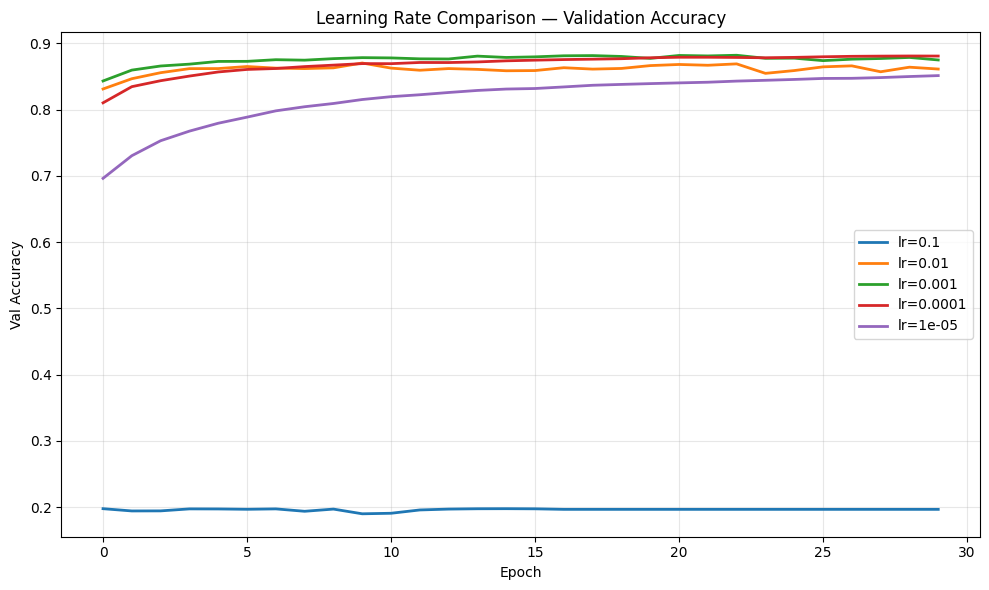 Learning Rate Comparison — Validation Accuracy
0.9
0.8
0.7
0.6
0.5
0.4
0.3
0.2
Val Accuracy
lr=0.1
lr=0.01
lr=0.001
lr=0.0001
lr=1e-05
0 5 10 15 20 25 30
Epoch